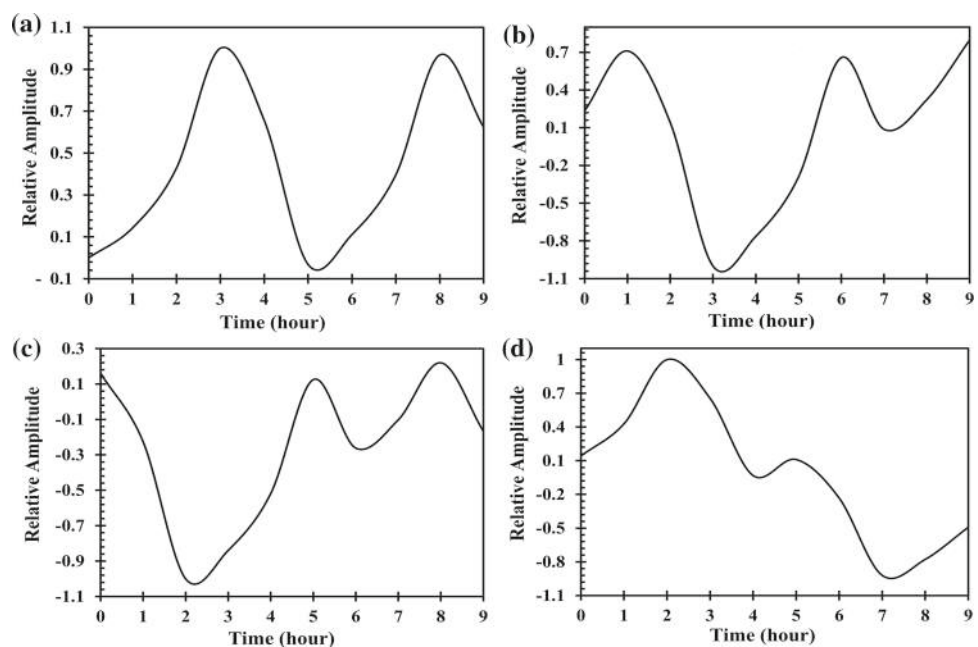 (a)
1.1
0.9
0.7
0.5
0.3
0.1
- 0.1
Relative Amplitude
0 1 2 3 4 5 6 7 8 9
Time (hour)
(b)
0.7
0.4
0.1
-0.2
-0.5
-0.8
-1.1
Relative Amplitude
0 1 2 3 4 5 6 7 8 9
Time (hour)
(c)
0.3
0.1
-0.1
-0.3
-0.5
-0.7
-0.9
-1.1
Relative Amplitude
0 1 2 3 4 5 6 7 8 9
Time (hour)
(d)
1
0.7
0.4
0.1
-0.2
-0.5
-0.8
-1.1
Relative Amplitude
0 1 2 3 4 5 6 7 8 9
Time (hour)